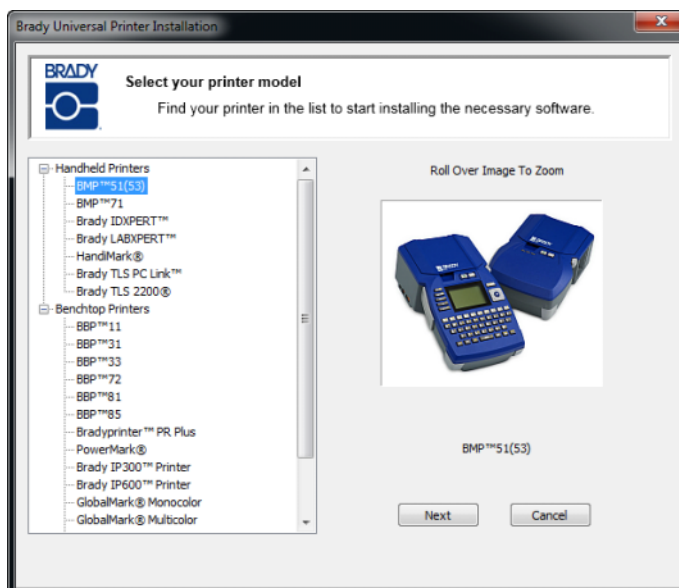 Brady Universal Printer Installation
BRADY
Select your printer model
Find your printer in the list to start installing the necessary software.
Handheld Printers
BMP™51(53)
BMP™71
Brady IDXPERT™
Brady LABXPERT™
HandiMark®
Brady TLS PC Link™
Brady TLS 2200®
Benchtop Printers
BBP™11
BBP™31
BBP™33
BBP™72
BBP™81
BBP™85
Bradyprinter™ PR Plus
PowerMark®
Brady IP300™ Printer
Brady IP600™ Printer
GlobalMark® Monocolor
GlobalMark® Multicolor
Roll Over Image To Zoom
BRADY
BMP™51(53)
Next
Cancel